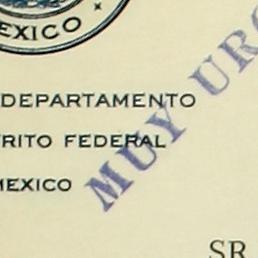 EXICO *
DEPARTAMENTO
RITO FEDERAL
MEXICO
MUY URG
SR